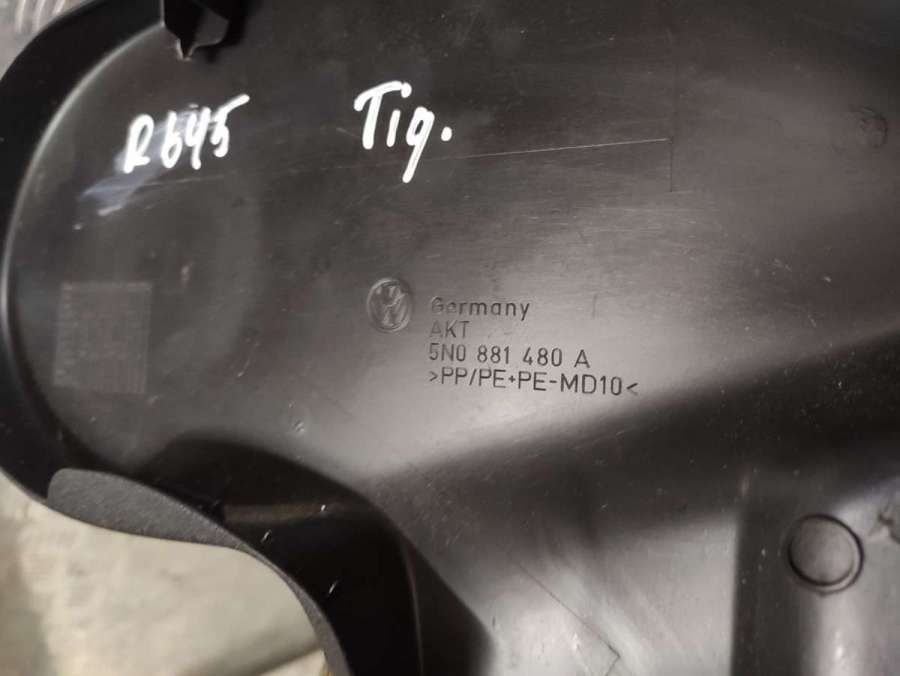 R645 Tig.
Germany
AKT
5N0 881 480 A
>PP/PE+PE-MD10<